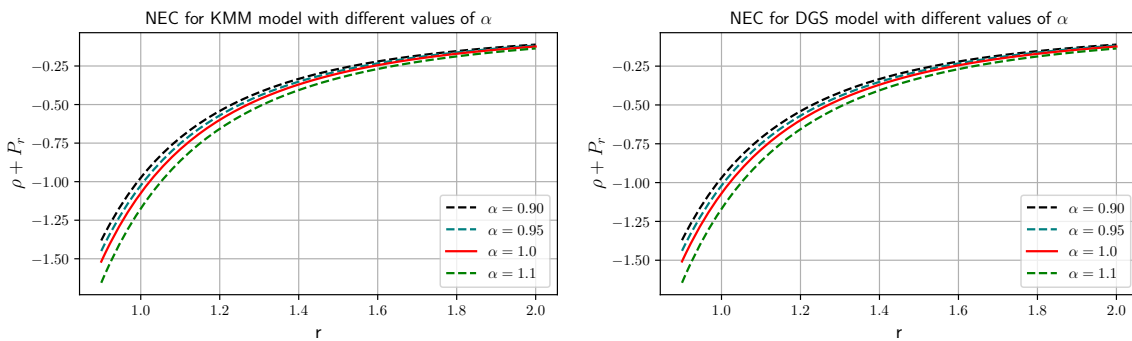 NEC for KMM model with different values of α
−0.25
−0.50
−0.75
−1.00
−1.25
−1.50
ρ + P_r
α = 0.90
α = 0.95
α = 1.0
α = 1.1
1.0 1.2 1.4 1.6 1.8 2.0
r
NEC for DGS model with different values of α
−0.25
−0.50
−0.75
−1.00
−1.25
−1.50
ρ + P_r
α = 0.90
α = 0.95
α = 1.0
α = 1.1
1.0 1.2 1.4 1.6 1.8 2.0
r